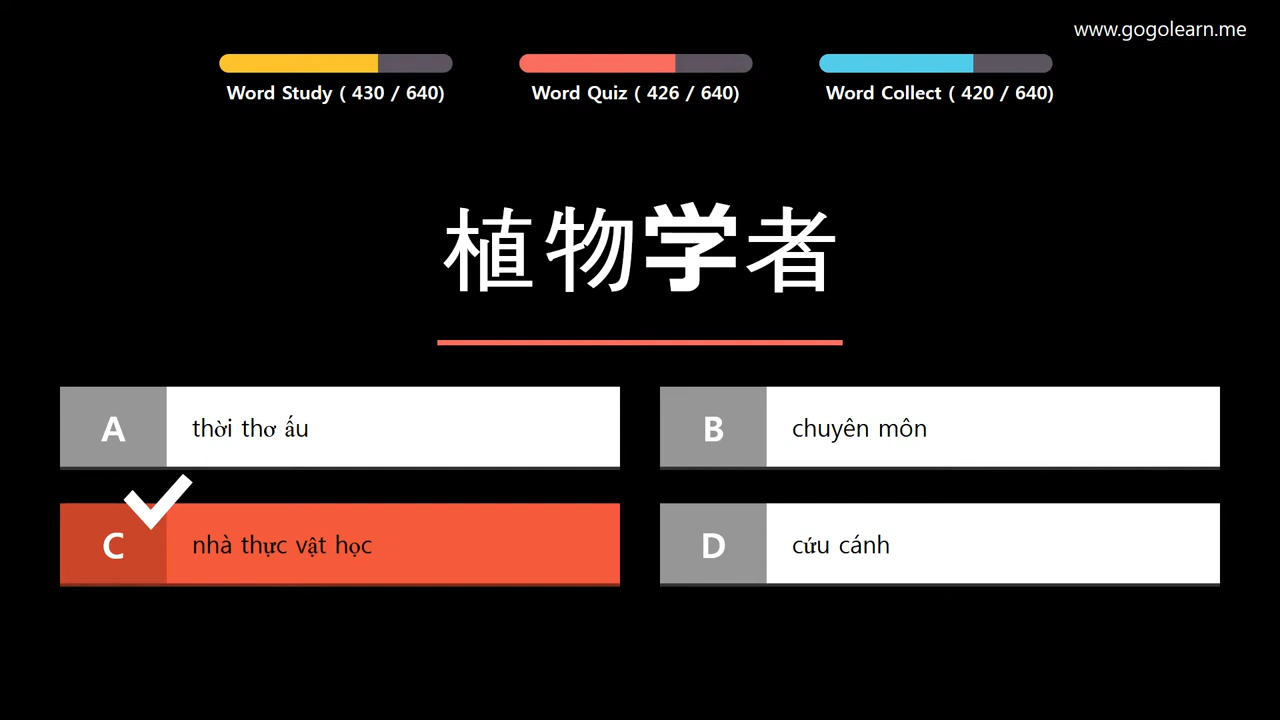 www.gogolearn.me
Word Study ( 430 / 640)
Word Quiz ( 426 / 640)
Word Collect ( 420 / 640)
植物学者
A
thời thơ ấu
B
chuyên môn
C
nhà thực vật học
D
cứu cánh